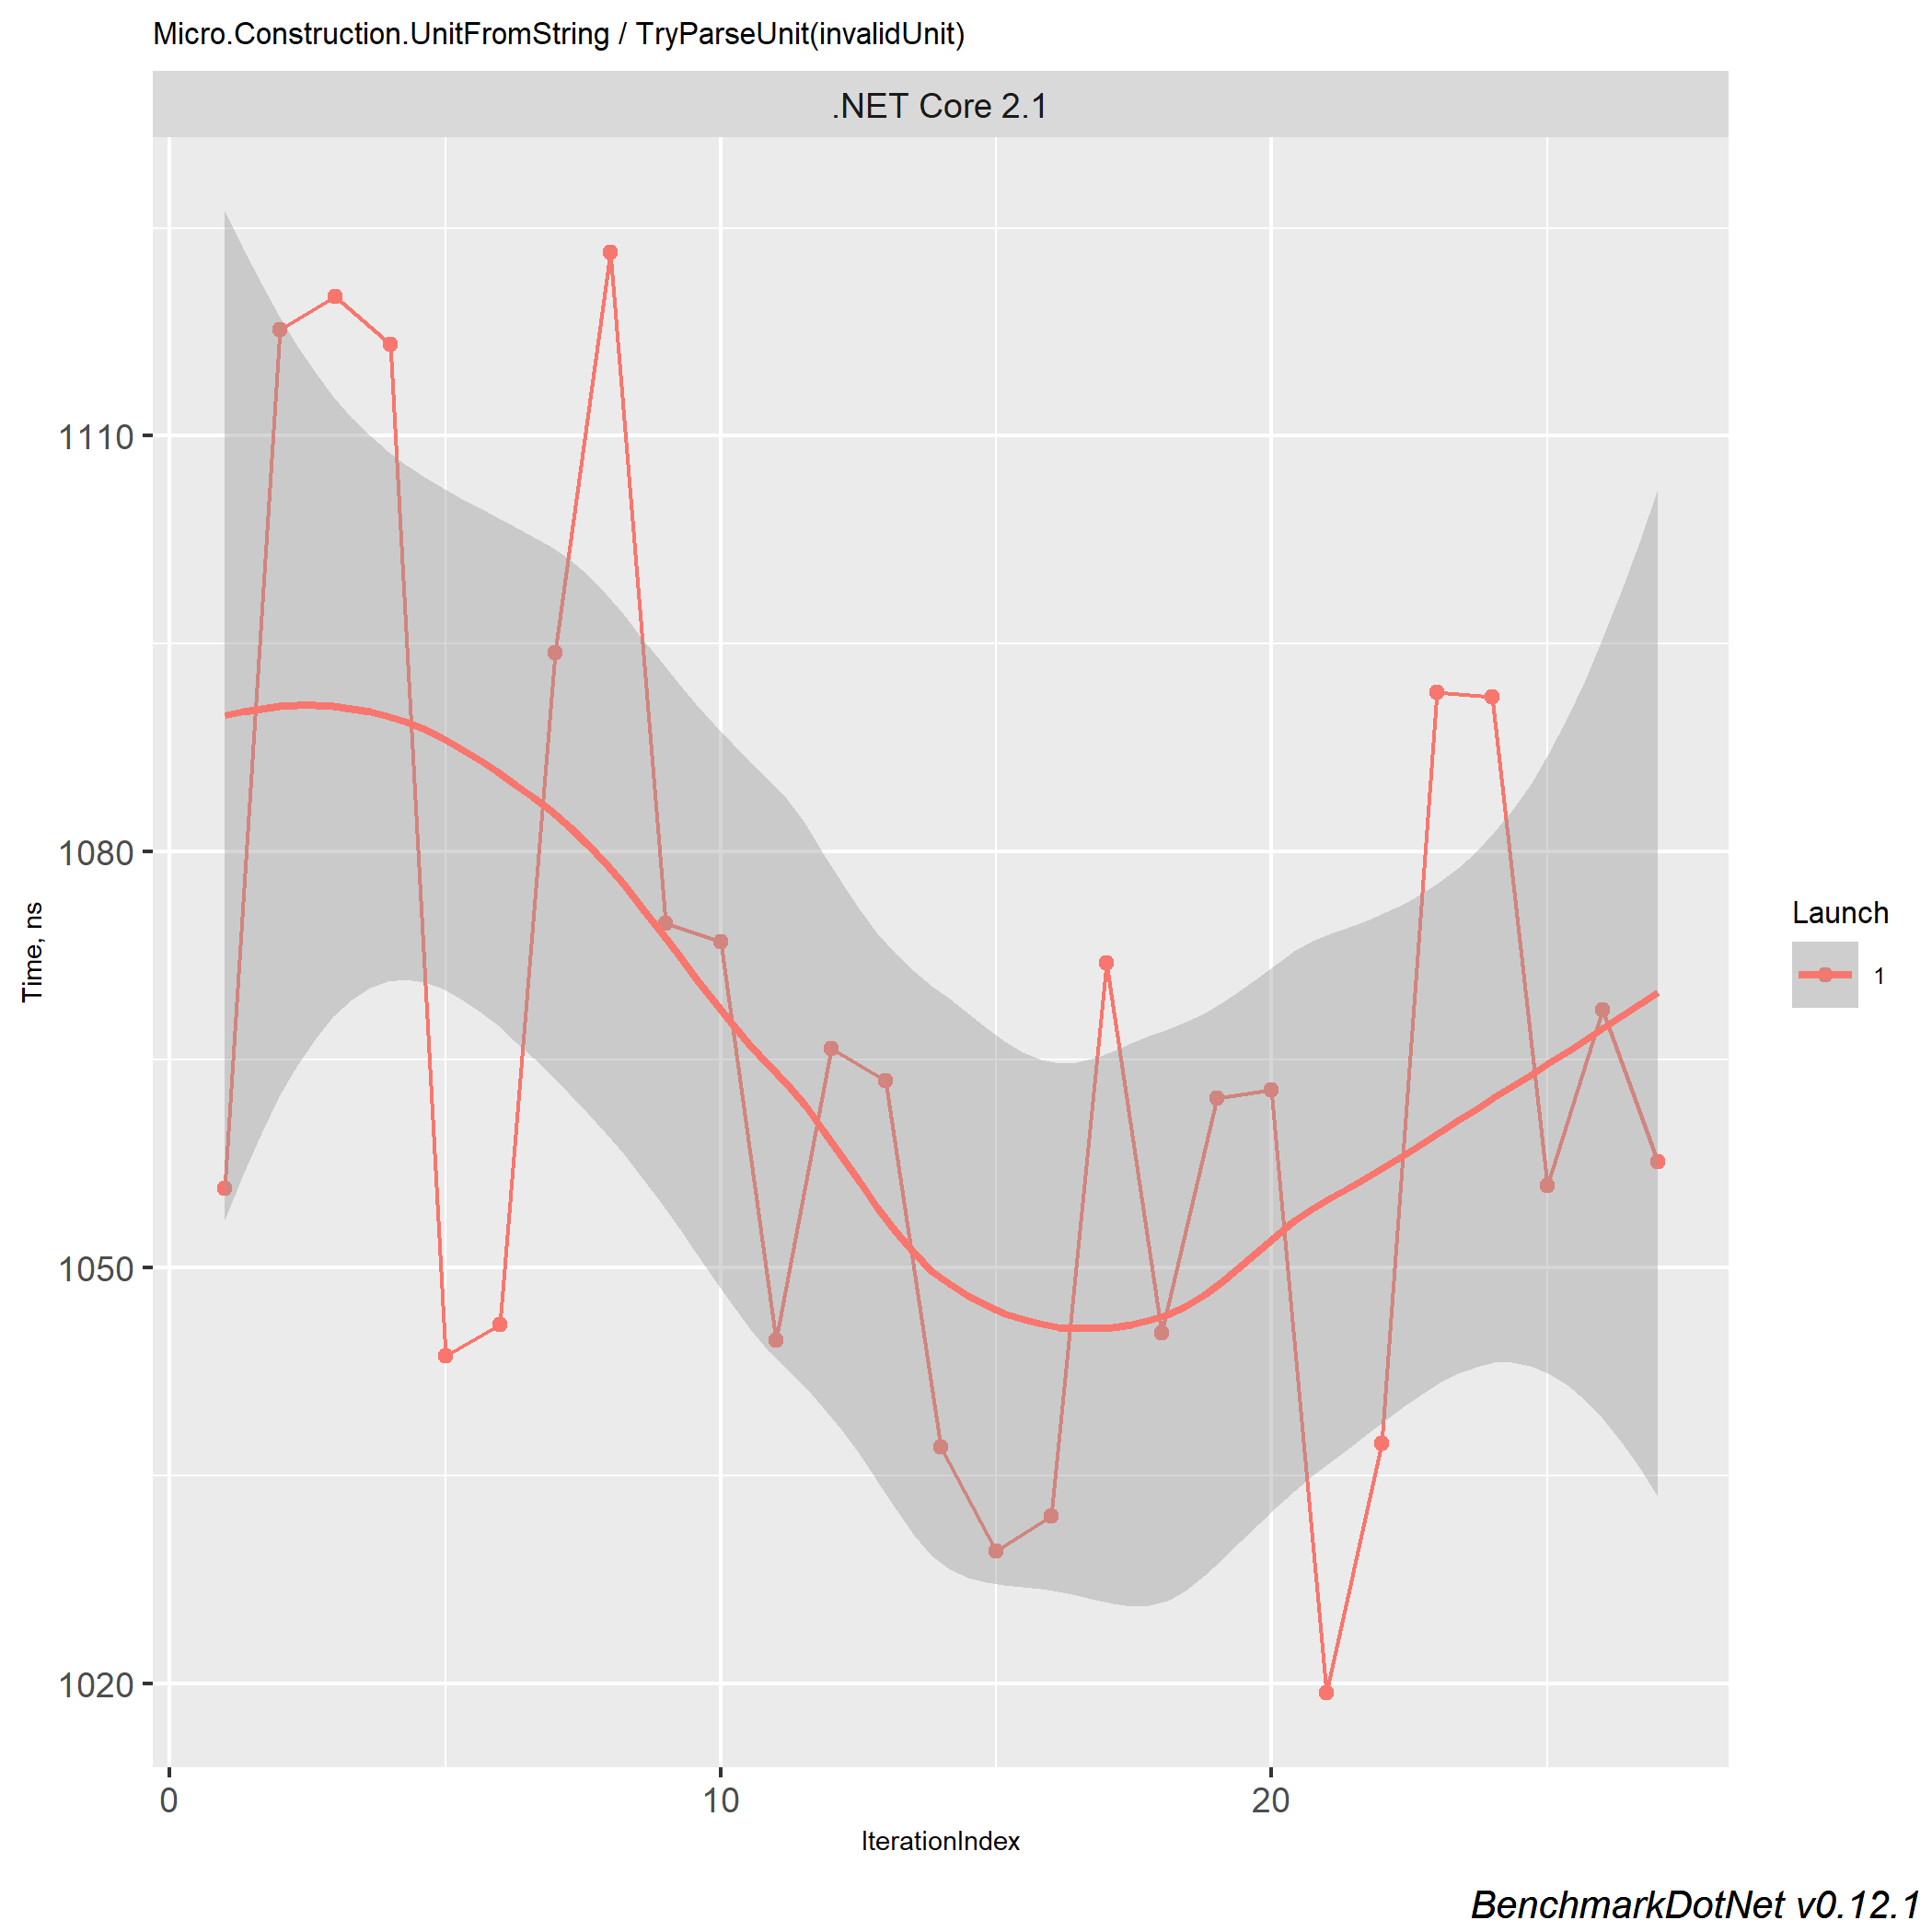 Micro.Construction.UnitFromString / TryParseUnit(invalidUnit)
.NET Core 2.1
1110
1080
1050
1020
Time, ns
0 10 20
IterationIndex
Launch
1
BenchmarkDotNet v0.12.1